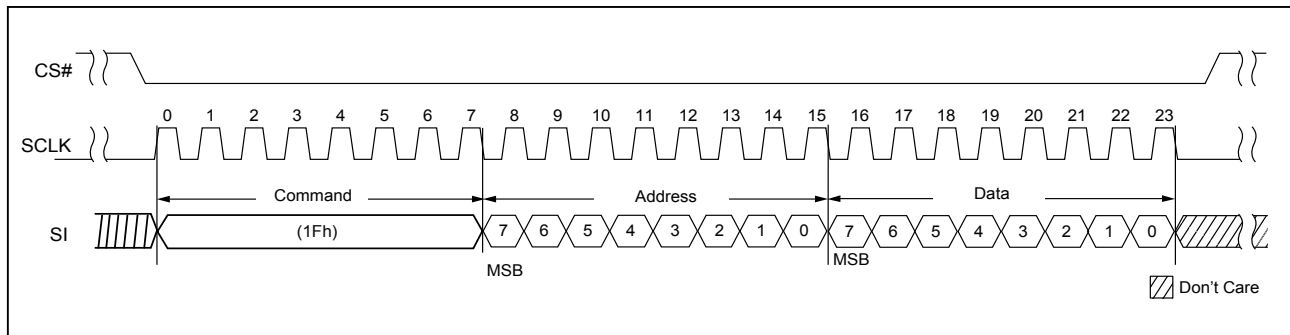 CS#
0 1 2 3 4 5 6 7 8 9 10 11 12 13 14 15 16 17 18 19 20 21 22 23
SCLK
Command Address Data
SI (1Fh) 7 6 5 4 3 2 1 0 7 6 5 4 3 2 1 0
MSB MSB
Don't Care